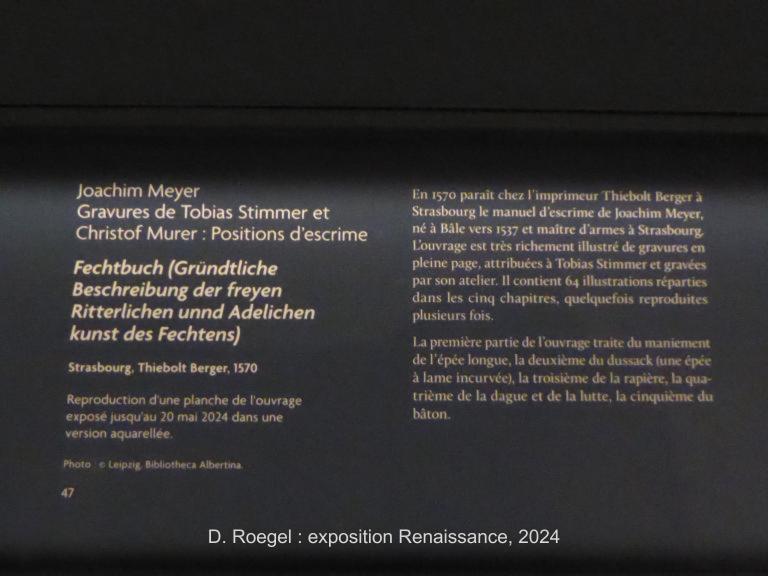 Joachim Meyer
Gravures de Tobias Stimmer et
Christof Murer : Positions d'escrime
Fechtbuch (Gründtliche
Beschreibung der freyen
Ritterlichen unnd Adelichen
kunst des Fechtens)
Strasbourg, Thiebolt Berger, 1570
Reproduction d'une planche de l'ouvrage
exposé jusqu'au 20 mai 2024 dans une
version aquarellée.
Photo : © Leipzig, Bibliotheca Albertina.
47
En 1570 paraît chez l'imprimeur Thiebolt Berger à
Strasbourg le manuel d'escrime de Joachim Meyer,
né à Bâle vers 1537 et maître d'armes à Strasbourg.
L'ouvrage est très richement illustré de gravures en
pleine page, attribuées à Tobias Stimmer et gravées
par son atelier. Il contient 64 illustrations réparties
dans les cinq chapitres, quelquefois reproduites
plusieurs fois.
La première partie de l'ouvrage traite du maniement
de l'épée longue, la deuxième du dussack (une épée
à lame incurvée), la troisième de la rapière, la qua-
trième de la dague et de la lutte, la cinquième du
bâton.
D. Roegel : exposition Renaissance, 2024